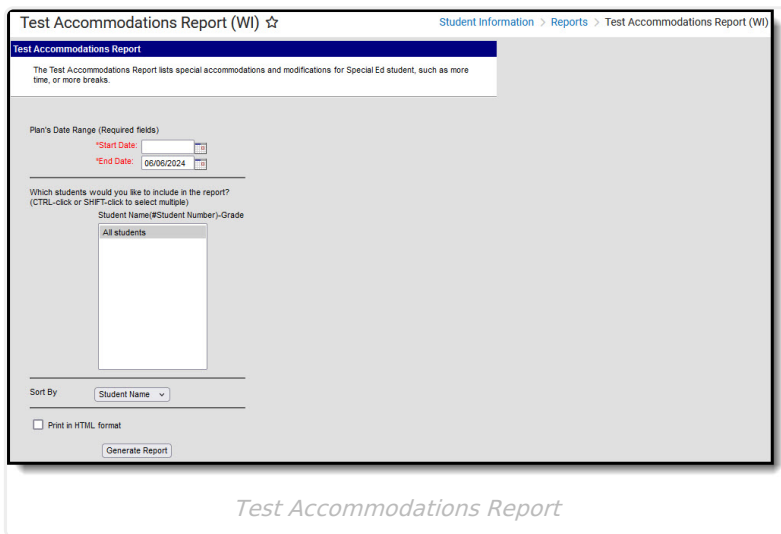 Test Accommodations Report (WI) ☆
Student Information > Reports > Test Accommodations Report (WI)
Test Accommodations Report
The Test Accommodations Report lists special accommodations and modifications for Special Ed student, such as more
time, or more breaks.
Plan's Date Range (Required fields)
*Start Date:
*End Date: 06/06/2024
Which students would you like to include in the report?
(CTRL-click or SHIFT-click to select multiple)
Student Name(#Student Number)-Grade
All students
Sort By Student Name
Print in HTML format
Generate Report
Test Accommodations Report